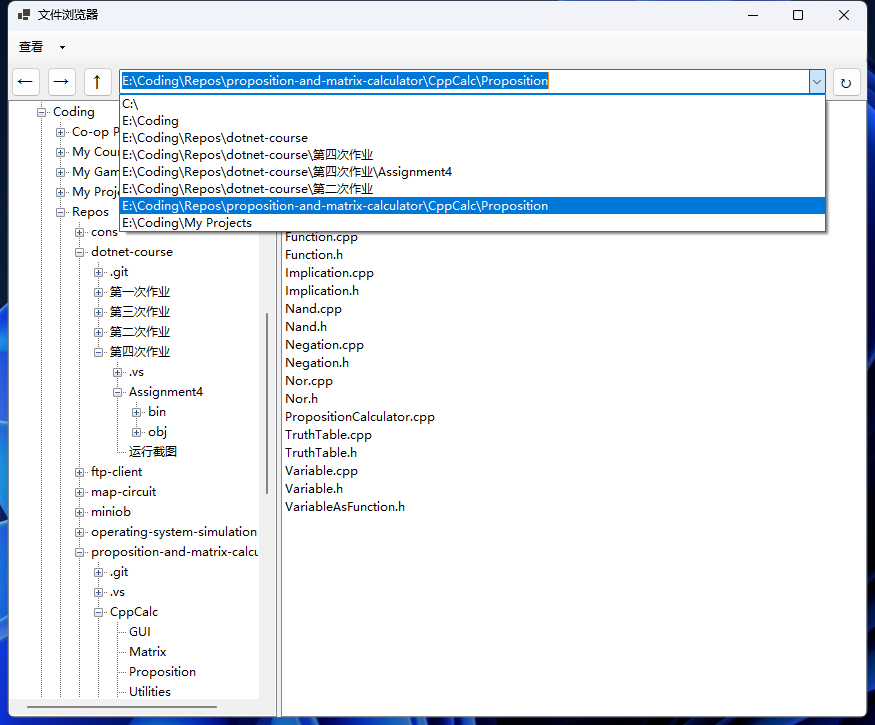 文件浏览器
查看
← → ↑ E:\Coding\Repos\proposition-and-matrix-calculator\CppCalc\Proposition ↻
C:\
E:\Coding
E:\Coding\Repos\dotnet-course
E:\Coding\Repos\dotnet-course\第四次作业
E:\Coding\Repos\dotnet-course\第四次作业\Assignment4
E:\Coding\Repos\dotnet-course\第二次作业
E:\Coding\Repos\proposition-and-matrix-calculator\CppCalc\Proposition
E:\Coding\My Projects
Coding
Co-op P
My Cou
My Gam
My Proje
Repos
cons
dotnet-course
.git
第一次作业
第三次作业
第二次作业
第四次作业
.vs
Assignment4
bin
obj
运行截图
ftp-client
map-circuit
miniob
operating-system-simulation
proposition-and-matrix-calcu
.git
.vs
CppCalc
GUI
Matrix
Proposition
Utilities
Function.cpp
Function.h
Implication.cpp
Implication.h
Nand.cpp
Nand.h
Negation.cpp
Negation.h
Nor.cpp
Nor.h
PropositionCalculator.cpp
TruthTable.cpp
TruthTable.h
Variable.cpp
Variable.h
VariableAsFunction.h